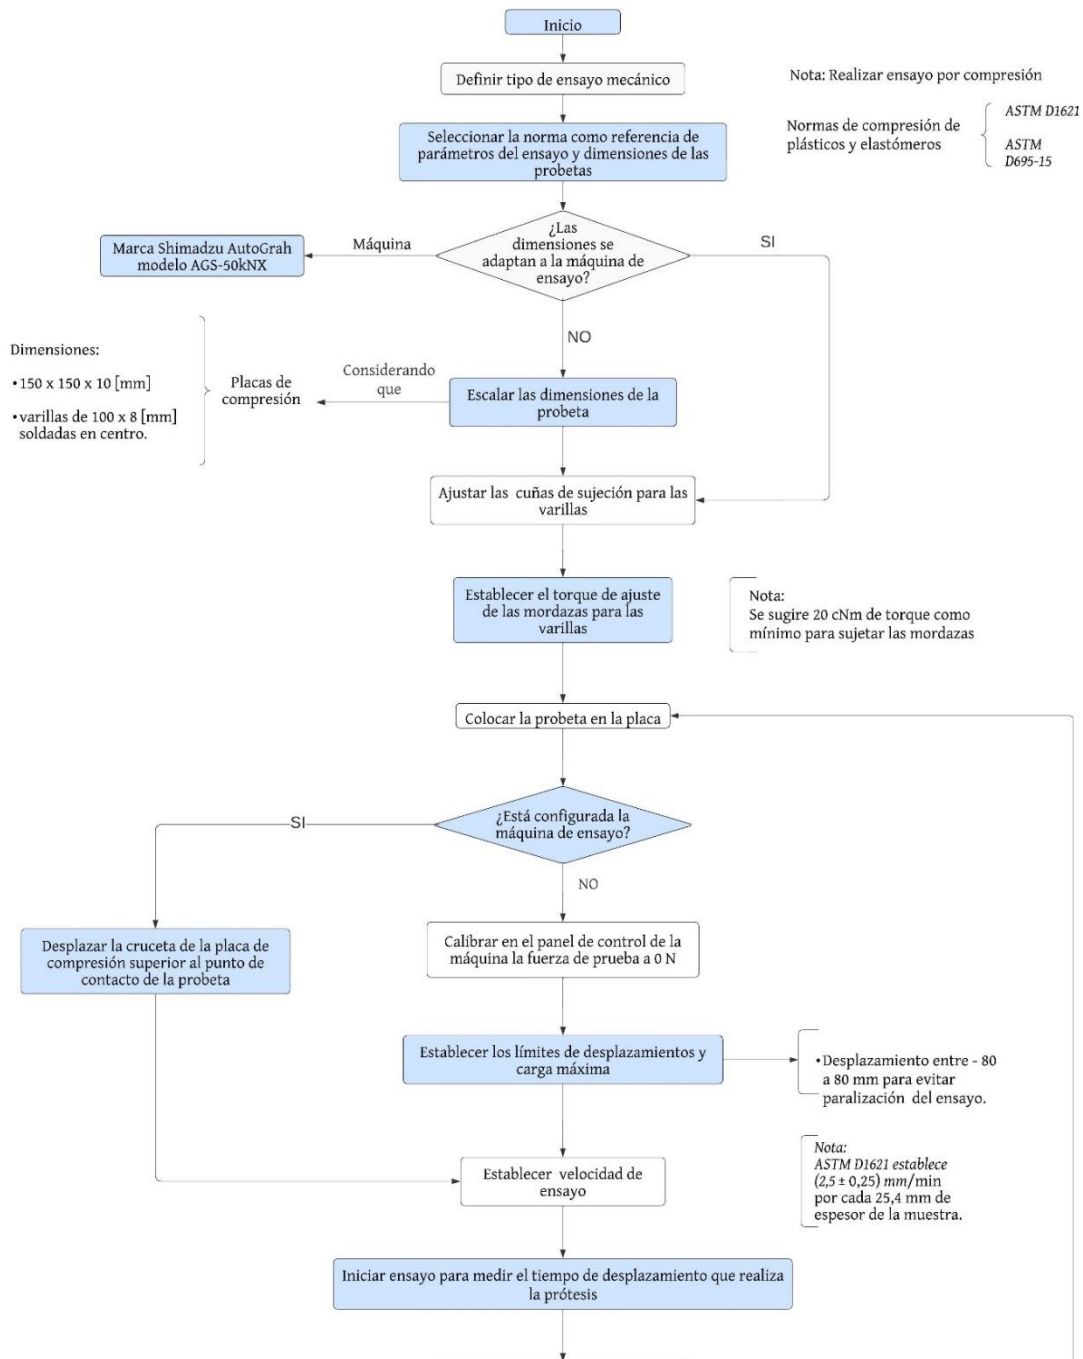 Inicio
Definir tipo de ensayo mecánico
Nota: Realizar ensayo por compresión
Normas de compresión de
plásticos y elastómeros
ASTM D1621
ASTM
D695-15
Seleccionar la norma como referencia de
parámetros del ensayo y dimensiones de las
probetas
¿Las
dimensiones se
adaptan a la máquina de
ensayo?
Máquina
SI
Marca Shimadzu AutoGrah
modelo AGS-50kNX
NO
Dimensiones:
•150 x 150 x 10 [mm]
•varillas de 100 x 8 [mm]
soldadas en centro.
Placas de
compresión
Considerando
que
Escalar las dimensiones de la
probeta
Ajustar las cuñas de sujeción para las
varillas
Establecer el torque de ajuste
de las mordazas para las
varillas
Nota:
Se sugire 20 cNm de torque como
mínimo para sujetar las mordazas
Colocar la probeta en la placa
¿Está configurada la
máquina de ensayo?
SI
NO
Desplazar la cruceta de la placa de
compresión superior al punto de
contacto de la probeta
Calibrar en el panel de control de la
máquina la fuerza de prueba a 0 N
Establecer los límites de desplazamientos y
carga máxima
•Desplazamiento entre - 80
a 80 mm para evitar
paralización del ensayo.
Establecer velocidad de
ensayo
Nota:
ASTM D1621 establece
(2,5 ± 0,25) mm/min
por cada 25,4 mm de
espesor de la muestra.
Iniciar ensayo para medir el tiempo de desplazamiento que realiza
la prótesis